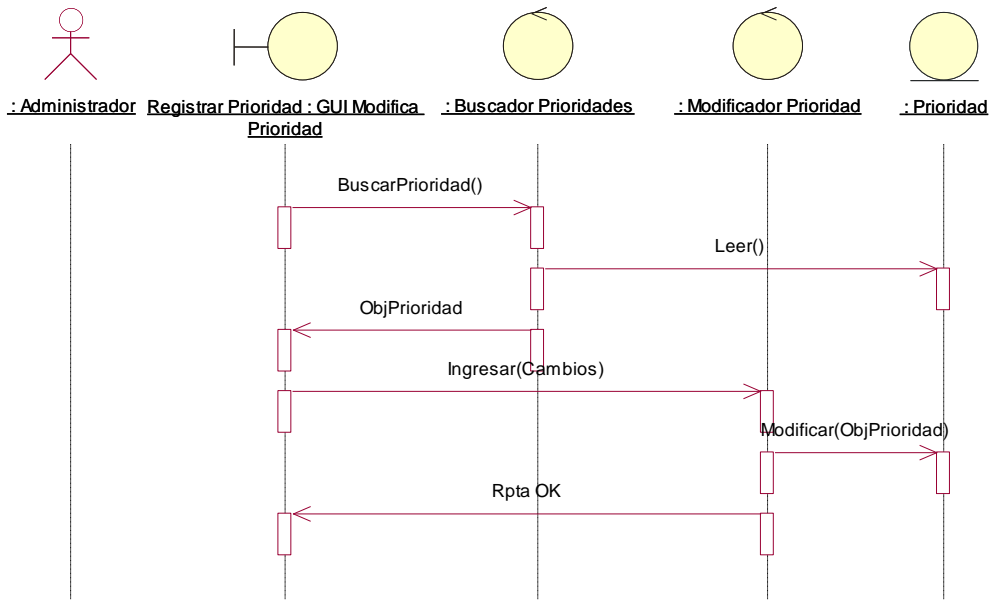 : Administrador
Registrar Prioridad : GUI Modifica
Prioridad
: Buscador Prioridades
: Modificador Prioridad
: Prioridad
BuscarPrioridad()
Leer()
ObjPrioridad
Ingresar(Cambios)
Modificar(ObjPrioridad)
Rpta OK